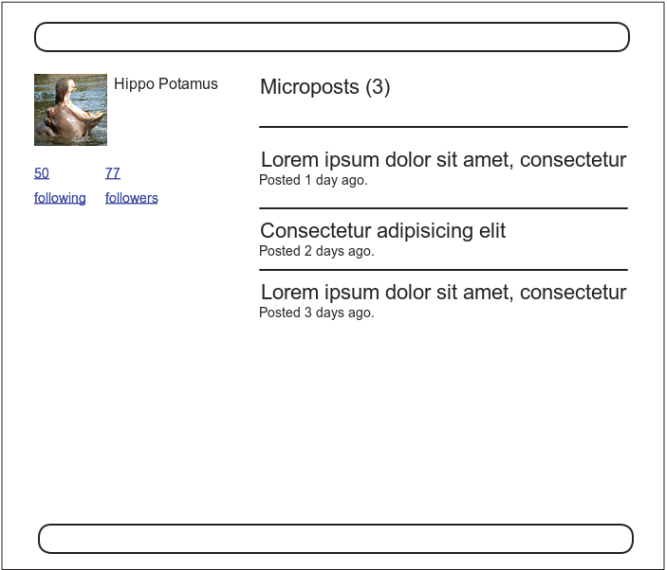 Hippo Potamus
50
77
following
followers
Microposts (3)
Lorem ipsum dolor sit amet, consectetur
Posted 1 day ago.
Consectetur adipisicing elit
Posted 2 days ago.
Lorem ipsum dolor sit amet, consectetur
Posted 3 days ago.